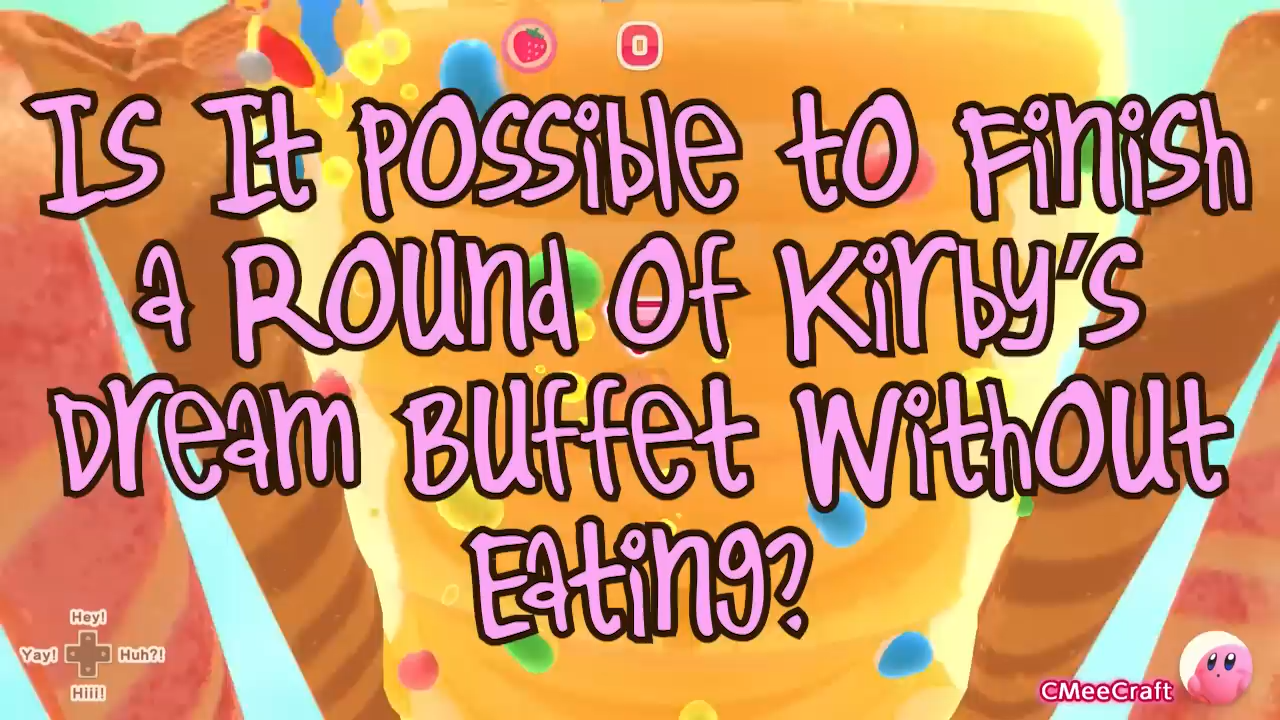 0
Is It Possible to Finish
a Round Of Kirby's
Dream Buffet Without
Eating?
Hey!
Yay! Huh?!
Hiii!
CMeeCraft